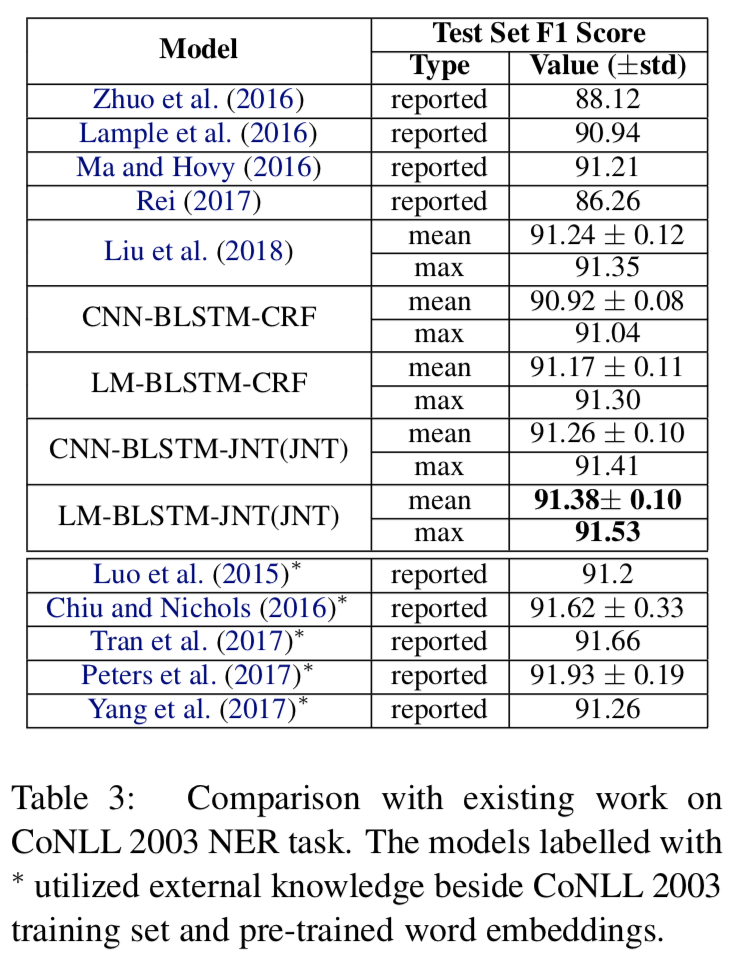 Model Test Set F1 Score
Type Value (±std)
Zhuo et al. (2016) reported 88.12
Lample et al. (2016) reported 90.94
Ma and Hovy (2016) reported 91.21
Rei (2017) reported 86.26
Liu et al. (2018) mean 91.24 ± 0.12
max 91.35
CNN-BLSTM-CRF mean 90.92 ± 0.08
max 91.04
LM-BLSTM-CRF mean 91.17 ± 0.11
max 91.30
CNN-BLSTM-JNT(JNT) mean 91.26 ± 0.10
max 91.41
LM-BLSTM-JNT(JNT) mean 91.38± 0.10
max 91.53
Luo et al. (2015)* reported 91.2
Chiu and Nichols (2016)* reported 91.62 ± 0.33
Tran et al. (2017)* reported 91.66
Peters et al. (2017)* reported 91.93 ± 0.19
Yang et al. (2017)* reported 91.26
Table 3: Comparison with existing work on
CoNLL 2003 NER task. The models labelled with
* utilized external knowledge beside CoNLL 2003
training set and pre-trained word embeddings.